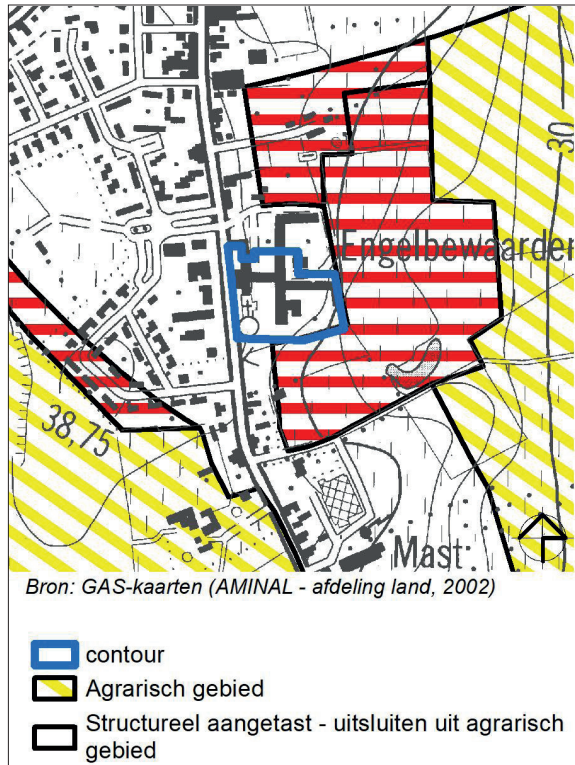 30
Engelbewaarder
38,75
Mast
Bron: GAS-kaarten (AMINAL - afdeling land, 2002)
contour
Agrarisch gebied
Structureel aangetast - uitsluiten uit agrarisch
gebied